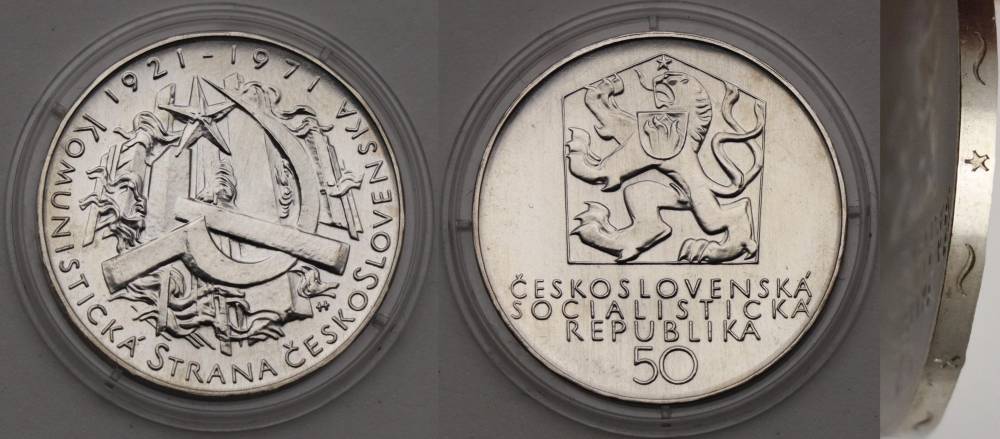 1921 - 1971
KOMUNISTICKÁ STRANA ČESKOSLOVENSKA
ČESKOSLOVENSKÁ
SOCIALISTICKÁ
REPUBLIKA
50